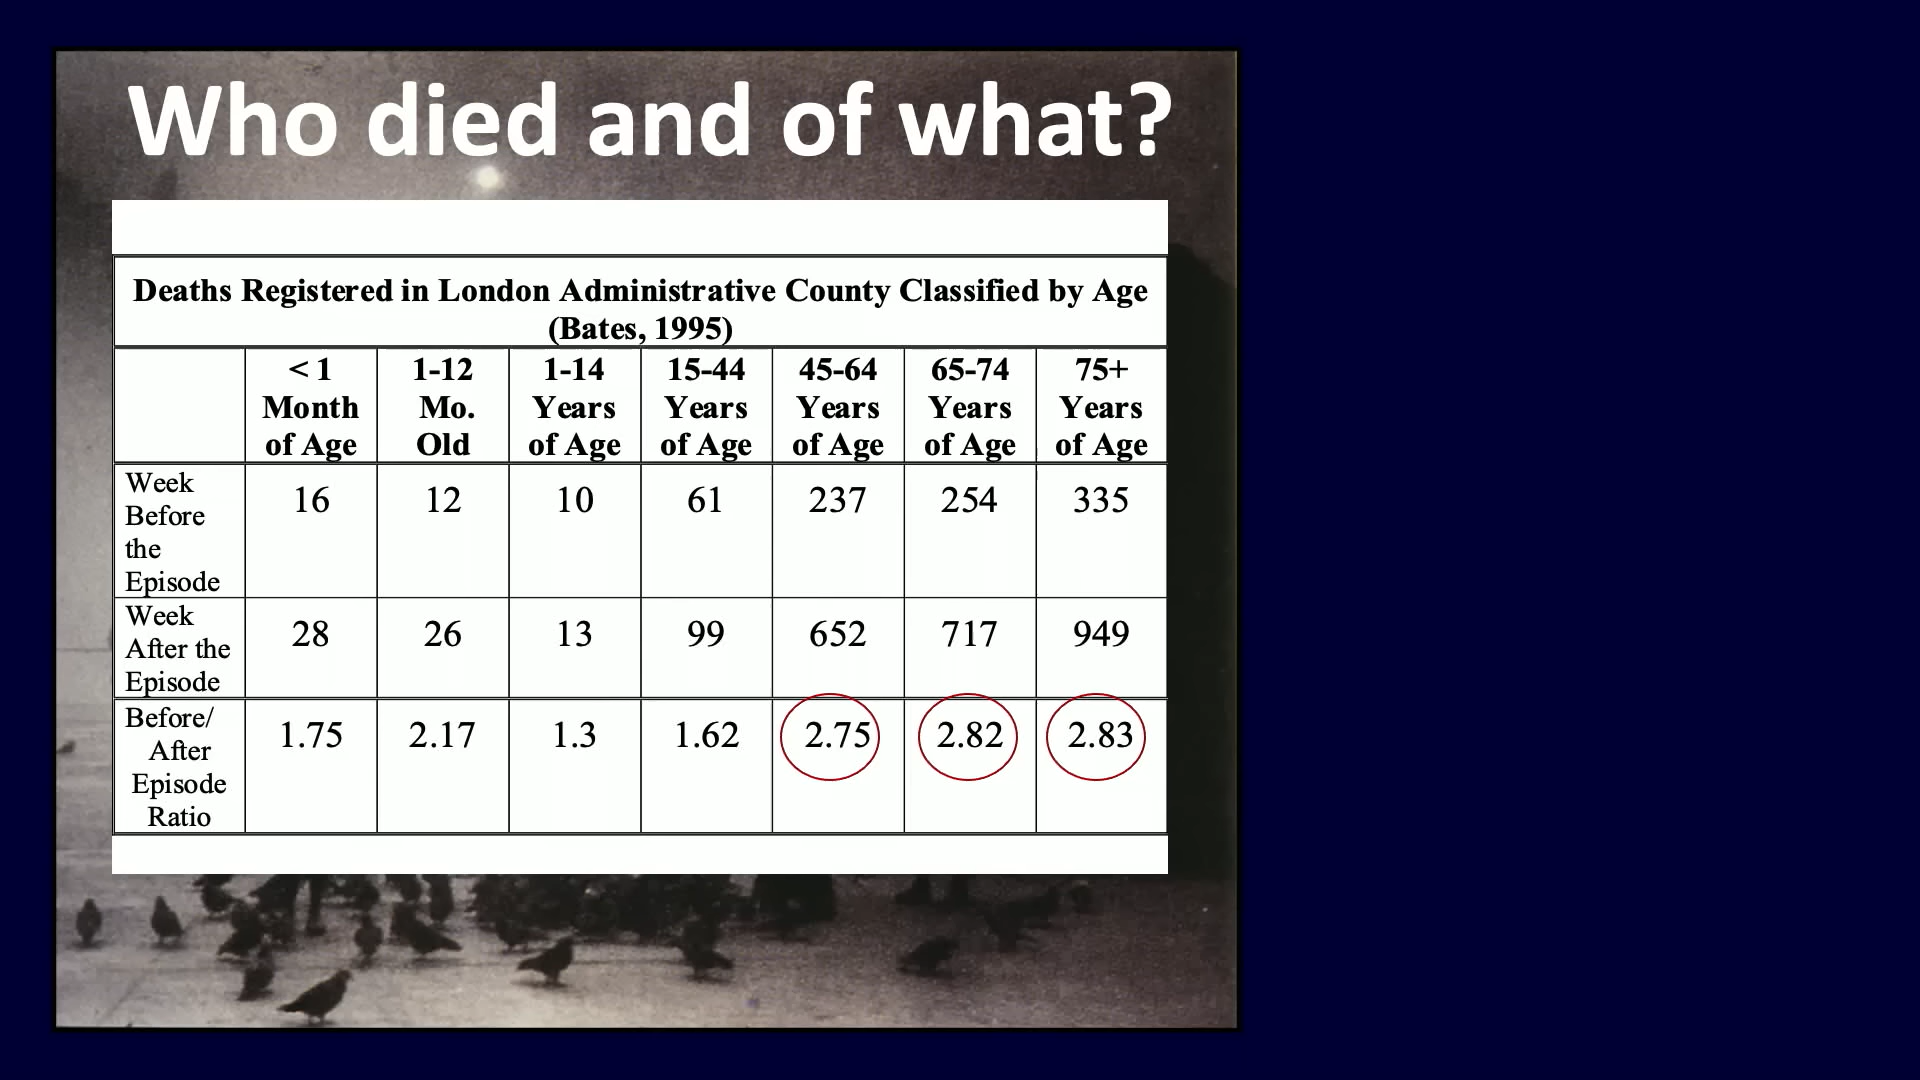 Who died and of what?
Deaths Registered in London Administrative County Classified by Age
(Bates, 1995)
< 1 Month of Age 1-12 Mo. Old 1-14 Years of Age 15-44 Years of Age 45-64 Years of Age 65-74 Years of Age 75+ Years of Age
Week Before the Episode 16 12 10 61 237 254 335
Week After the Episode 28 26 13 99 652 717 949
Before/ After Episode Ratio 1.75 2.17 1.3 1.62 2.75 2.82 2.83